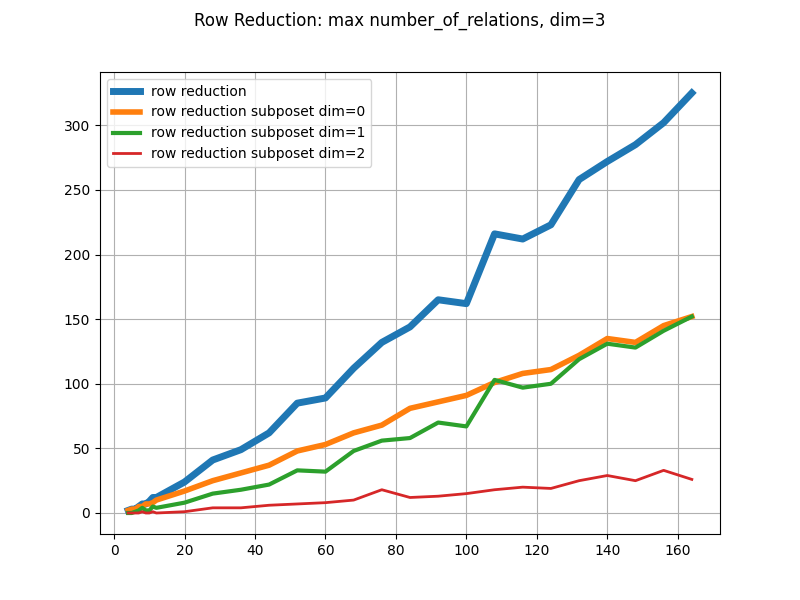 Row Reduction: max number_of_relations, dim=3
row reduction
row reduction subposet dim=0
row reduction subposet dim=1
row reduction subposet dim=2
300
250
200
150
100
50
0
0 20 40 60 80 100 120 140 160